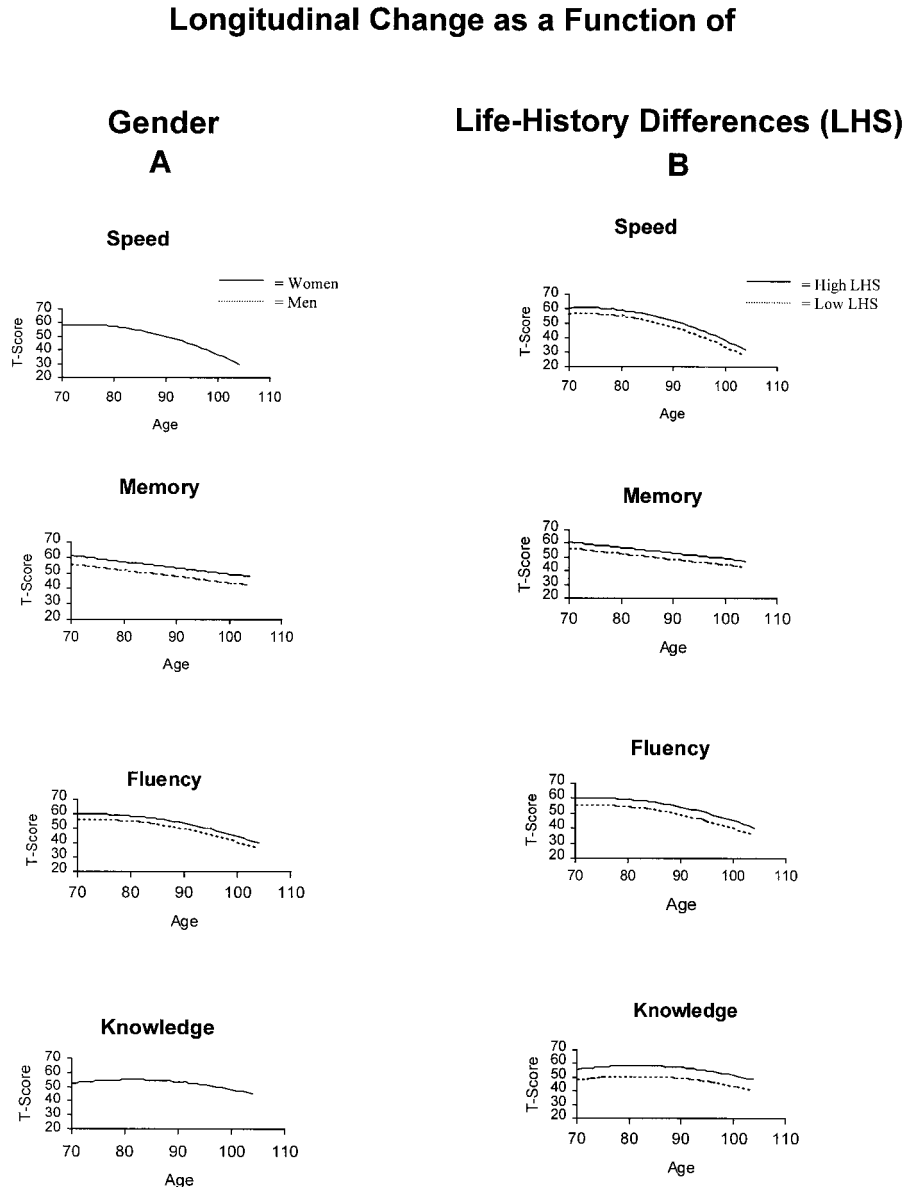 Longitudinal Change as a Function of
Gender
A
Speed
= Women
= Men
T-Score
70
60
50
40
30
20
70 80 90 100 110
Age
Memory
T-Score
70
60
50
40
30
20
70 80 90 100 110
Age
Fluency
T-Score
70
60
50
40
30
20
70 80 90 100 110
Age
Knowledge
T-Score
70
60
50
40
30
20
70 80 90 100 110
Age
Life-History Differences (LHS)
B
Speed
= High LHS
= Low LHS
T-Score
70
60
50
40
30
20
70 80 90 100 110
Age
Memory
T-Score
70
60
50
40
30
20
70 80 90 100 110
Age
Fluency
T-Score
70
60
50
40
30
20
70 80 90 100 110
Age
Knowledge
T-Score
70
60
50
40
30
20
70 80 90 100 110
Age